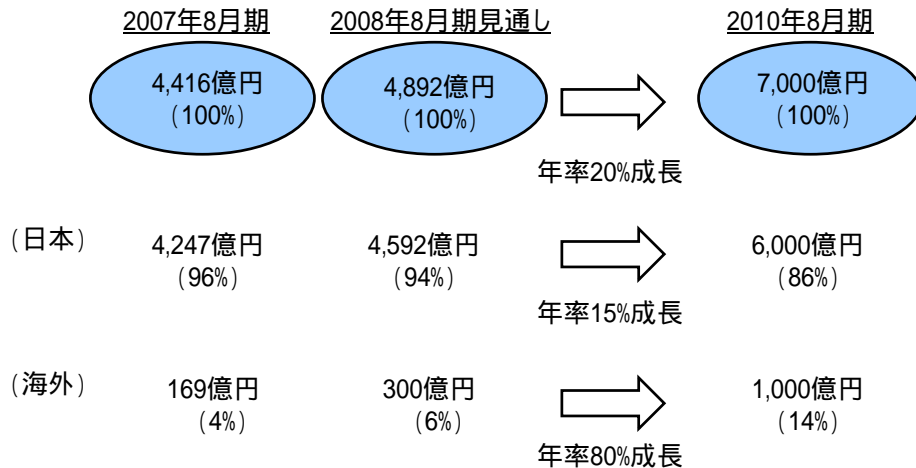 2007年8月期 2008年8月期見通し 2010年8月期
4,416億円 4,892億円 7,000億円
(100%) (100%) (100%)
年率20%成長
(日本) 4,247億円 4,592億円 6,000億円
(96%) (94%) (86%)
年率15%成長
(海外) 169億円 300億円 1,000億円
(4%) (6%) (14%)
年率80%成長